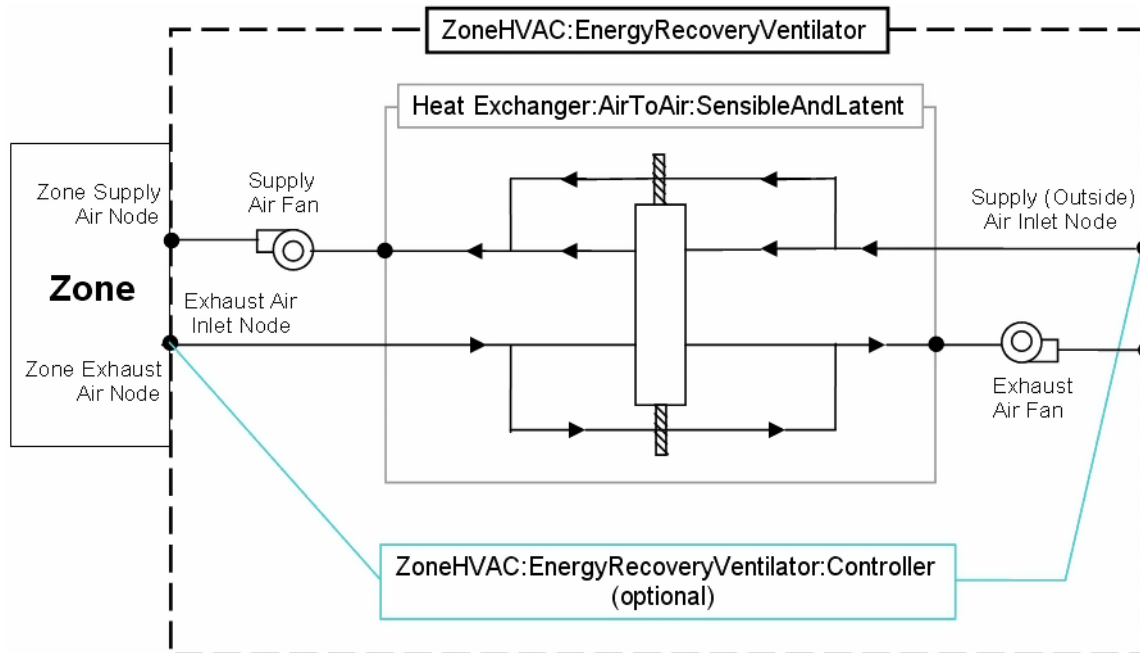 ZoneHVAC:EnergyRecoveryVentilator
Heat Exchanger:AirToAir:SensibleAndLatent
Zone Supply
Air Node
Supply
Air Fan
Supply (Outside)
Air Inlet Node
Zone
Exhaust Air
Inlet Node
Zone Exhaust
Air Node
Exhaust
Air Fan
ZoneHVAC:EnergyRecoveryVentilator:Controller
(optional)